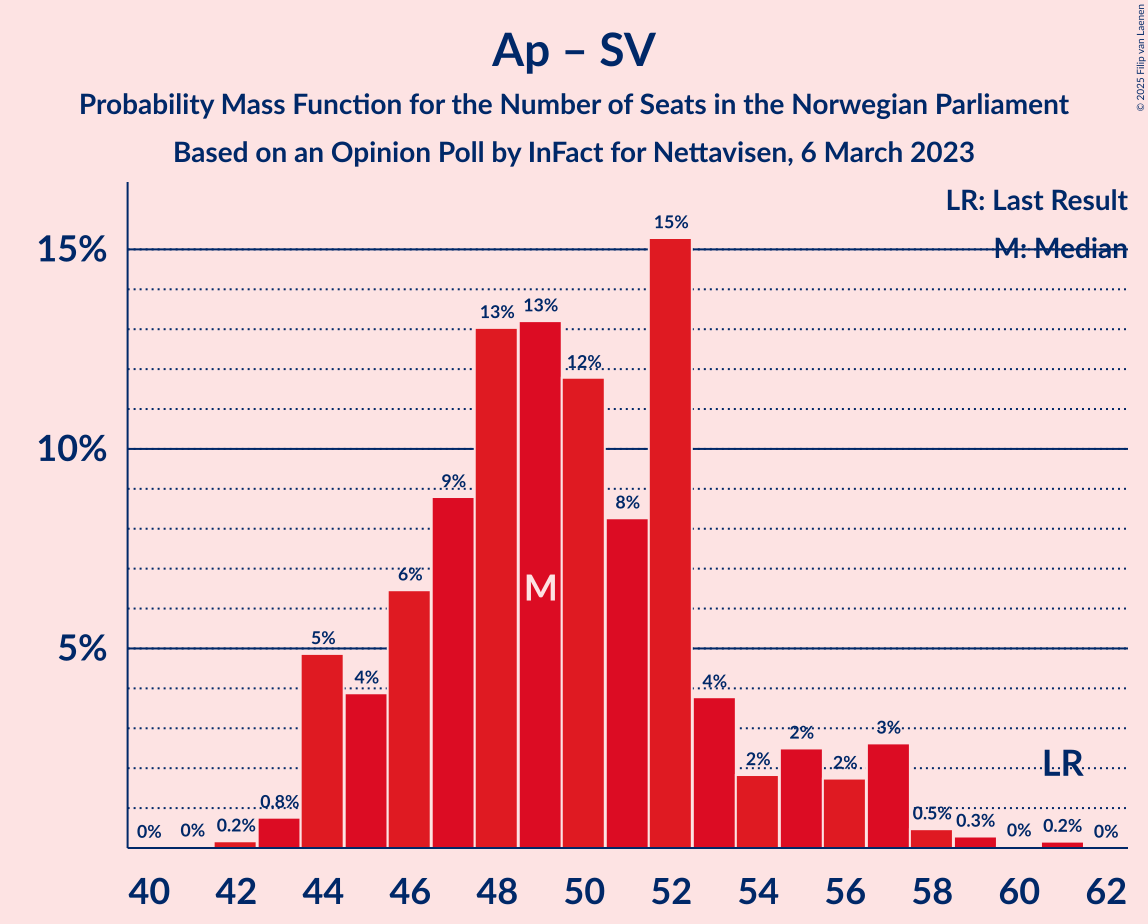 Ap – SV
Probability Mass Function for the Number of Seats in the Norwegian Parliament
Based on an Opinion Poll by InFact for Nettavisen, 6 March 2023
© 2025 Filip van Laenen
LR: Last Result
M: Median
15%
10%
5%
0%
0%
0.2%
0.8%
5%
4%
6%
9%
13%
13%
12%
8%
15%
4%
2%
2%
2%
3%
0.5%
0.3%
0%
0.2%
0%
M
LR
40 42 44 46 48 50 52 54 56 58 60 62